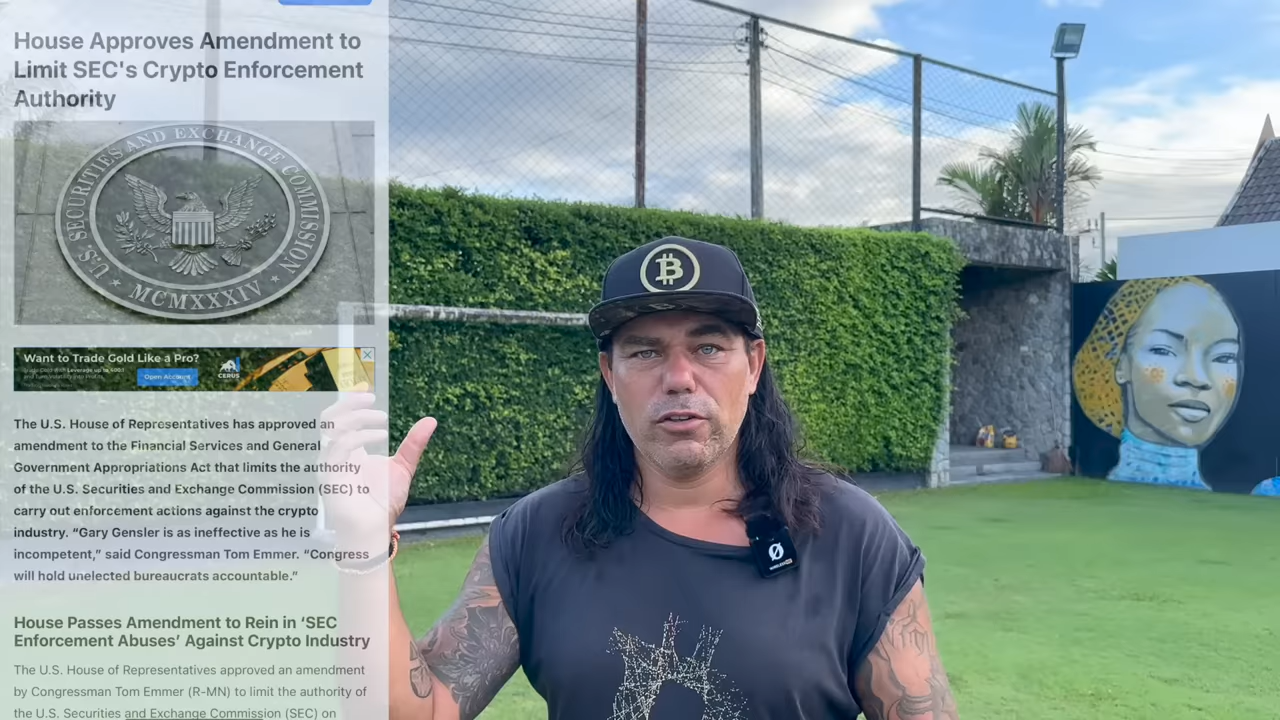 House Approves Amendment to
Limit SEC's Crypto Enforcement
Authority
U.S. SECURITIES AND EXCHANGE COMMISSION
MCMXXXIV
Want to Trade Gold Like a Pro?
Open Account
CERUS
The U.S. House of Representatives has approved an
amendment to the Financial Services and General
Government Appropriations Act that limits the authority
of the U.S. Securities and Exchange Commission (SEC) to
carry out enforcement actions against the crypto
industry. “Gary Gensler is as ineffective as he is
incompetent,” said Congressman Tom Emmer. “Congress
will hold unelected bureaucrats accountable.”
House Passes Amendment to Rein in ‘SEC
Enforcement Abuses’ Against Crypto Industry
The U.S. House of Representatives approved an amendment
by Congressman Tom Emmer (R-MN) to limit the authority of
the U.S. Securities and Exchange Commission (SEC) on